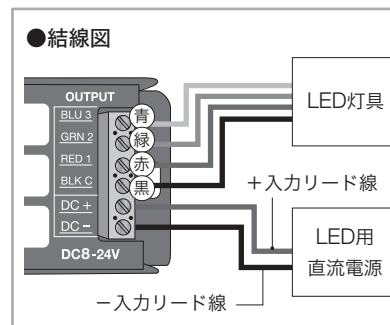 ●結線図
OUTPUT
BLU 3
GRN 2
RED 1
BLK C
DC +
DC −
DC8-24V
青
緑
赤
黒
LED灯具
＋入力リード線
LED用
直流電源
−入力リード線